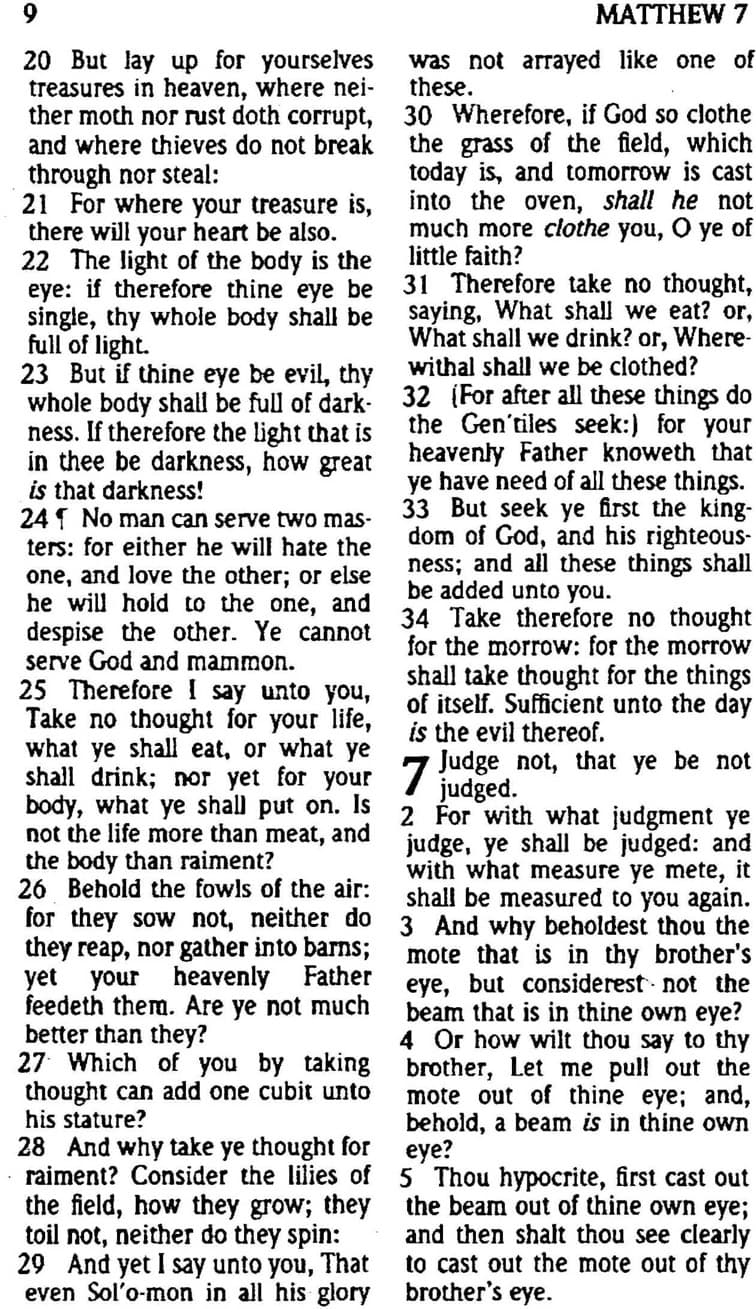 9
MATTHEW 7
20 But lay up for yourselves
treasures in heaven, where nei-
ther moth nor rust doth corrupt,
and where thieves do not break
through nor steal:
21 For where your treasure is,
there will your heart be also.
22 The light of the body is the
eye: if therefore thine eye be
single, thy whole body shall be
full of light.
23 But if thine eye be evil, thy
whole body shall be full of dark-
ness. If therefore the light that is
in thee be darkness, how great
is that darkness!
24 ¶ No man can serve two mas-
ters: for either he will hate the
one, and love the other; or else
he will hold to the one, and
despise the other. Ye cannot
serve God and mammon.
25 Therefore I say unto you,
Take no thought for your life,
what ye shall eat, or what ye
shall drink; nor yet for your
body, what ye shall put on. Is
not the life more than meat, and
the body than raiment?
26 Behold the fowls of the air:
for they sow not, neither do
they reap, nor gather into barns;
yet your heavenly Father
feedeth them. Are ye not much
better than they?
27 Which of you by taking
thought can add one cubit unto
his stature?
28 And why take ye thought for
raiment? Consider the lilies of
the field, how they grow; they
toil not, neither do they spin:
29 And yet I say unto you, That
even Sol'o-mon in all his glory
was not arrayed like one of
these.
30 Wherefore, if God so clothe
the grass of the field, which
today is, and tomorrow is cast
into the oven, shall he not
much more clothe you, O ye of
little faith?
31 Therefore take no thought,
saying, What shall we eat? or,
What shall we drink? or, Where-
withal shall we be clothed?
32 (For after all these things do
the Gen'tiles seek:) for your
heavenly Father knoweth that
ye have need of all these things.
33 But seek ye first the king-
dom of God, and his righteous-
ness; and all these things shall
be added unto you.
34 Take therefore no thought
for the morrow: for the morrow
shall take thought for the things
of itself. Sufficient unto the day
is the evil thereof.
7 Judge not, that ye be not
judged.
2 For with what judgment ye
judge, ye shall be judged: and
with what measure ye mete, it
shall be measured to you again.
3 And why beholdest thou the
mote that is in thy brother's
eye, but considerest not the
beam that is in thine own eye?
4 Or how wilt thou say to thy
brother, Let me pull out the
mote out of thine eye; and,
behold, a beam is in thine own
eye?
5 Thou hypocrite, first cast out
the beam out of thine own eye;
and then shalt thou see clearly
to cast out the mote out of thy
brother's eye.